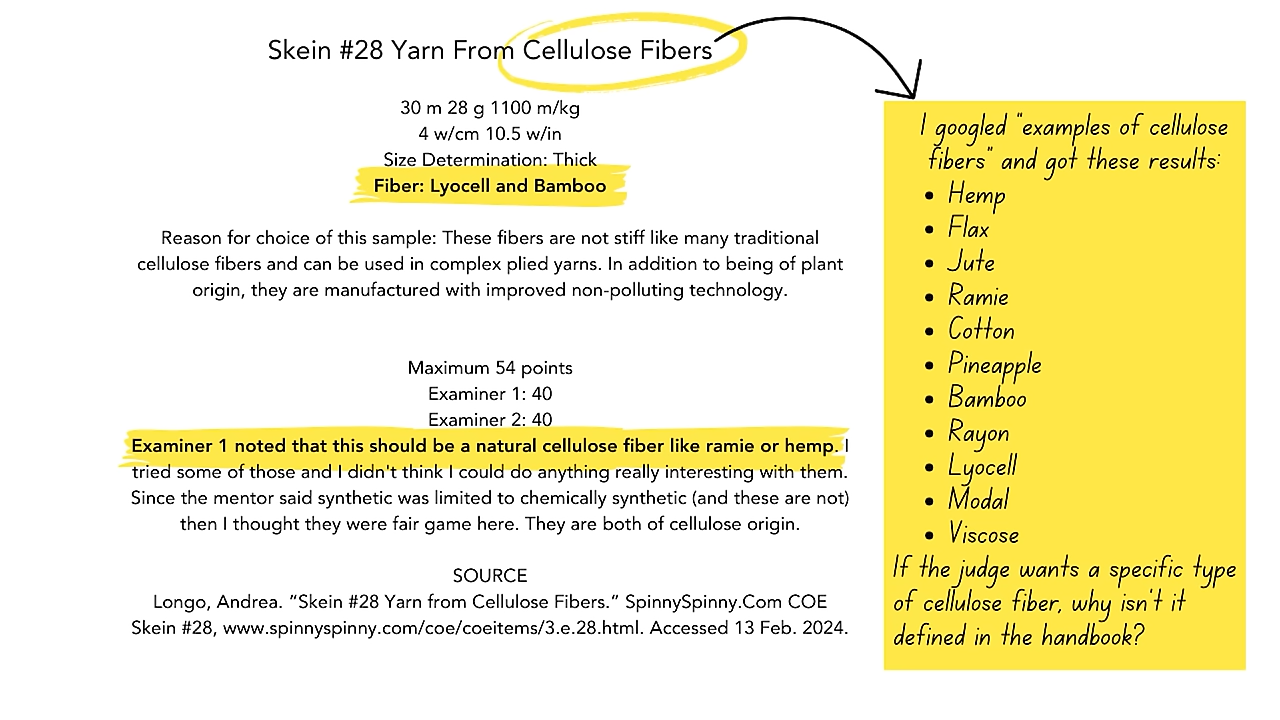 Skein #28 Yarn From Cellulose Fibers
30 m 28 g 1100 m/kg
4 w/cm 10.5 w/in
Size Determination: Thick
Fiber: Lyocell and Bamboo
Reason for choice of this sample: These fibers are not stiff like many traditional
cellulose fibers and can be used in complex plied yarns. In addition to being of plant
origin, they are manufactured with improved non-polluting technology.
Maximum 54 points
Examiner 1: 40
Examiner 2: 40
Examiner 1 noted that this should be a natural cellulose fiber like ramie or hemp. I
tried some of those and I didn't think I could do anything really interesting with them.
Since the mentor said synthetic was limited to chemically synthetic (and these are not)
then I thought they were fair game here. They are both of cellulose origin.
SOURCE
Longo, Andrea. “Skein #28 Yarn from Cellulose Fibers.” SpinnySpinny.Com COE
Skein #28, www.spinnyspinny.com/coe/coeitems/3.e.28.html. Accessed 13 Feb. 2024.
I googled "examples of cellulose
fibers" and got these results:
• Hemp
• Flax
• Jute
• Ramie
• Cotton
• Pineapple
• Bamboo
• Rayon
• Lyocell
• Modal
• Viscose
If the judge wants a specific type
of cellulose fiber, why isn't it
defined in the handbook?